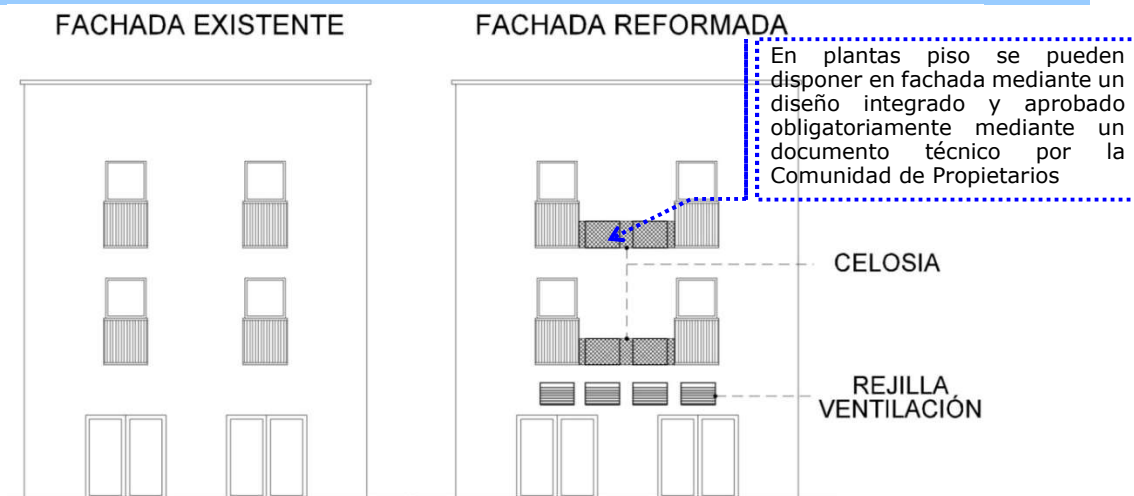 FACHADA EXISTENTE
FACHADA REFORMADA
En plantas piso se pueden
disponer en fachada mediante un
diseño integrado y aprobado
obligatoriamente mediante un
documento técnico por la
Comunidad de Propietarios
CELOSIA
REJILLA
VENTILACIÓN